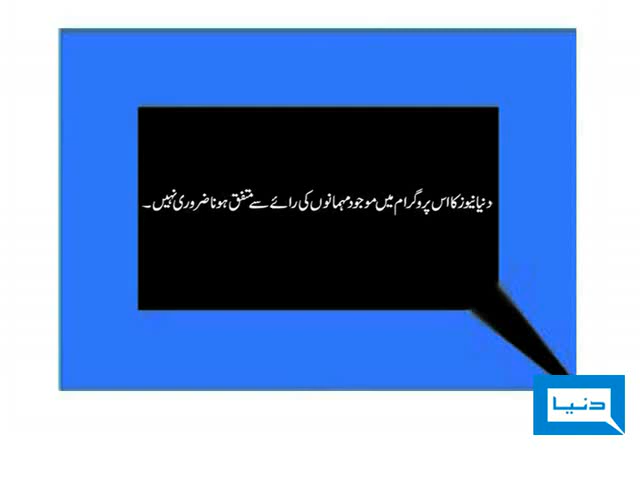 دنیا نیوز کا اس پروگرام میں موجود مہمانوں کی رائے سے متفق ہونا ضروری نہیں ۔
دنیا